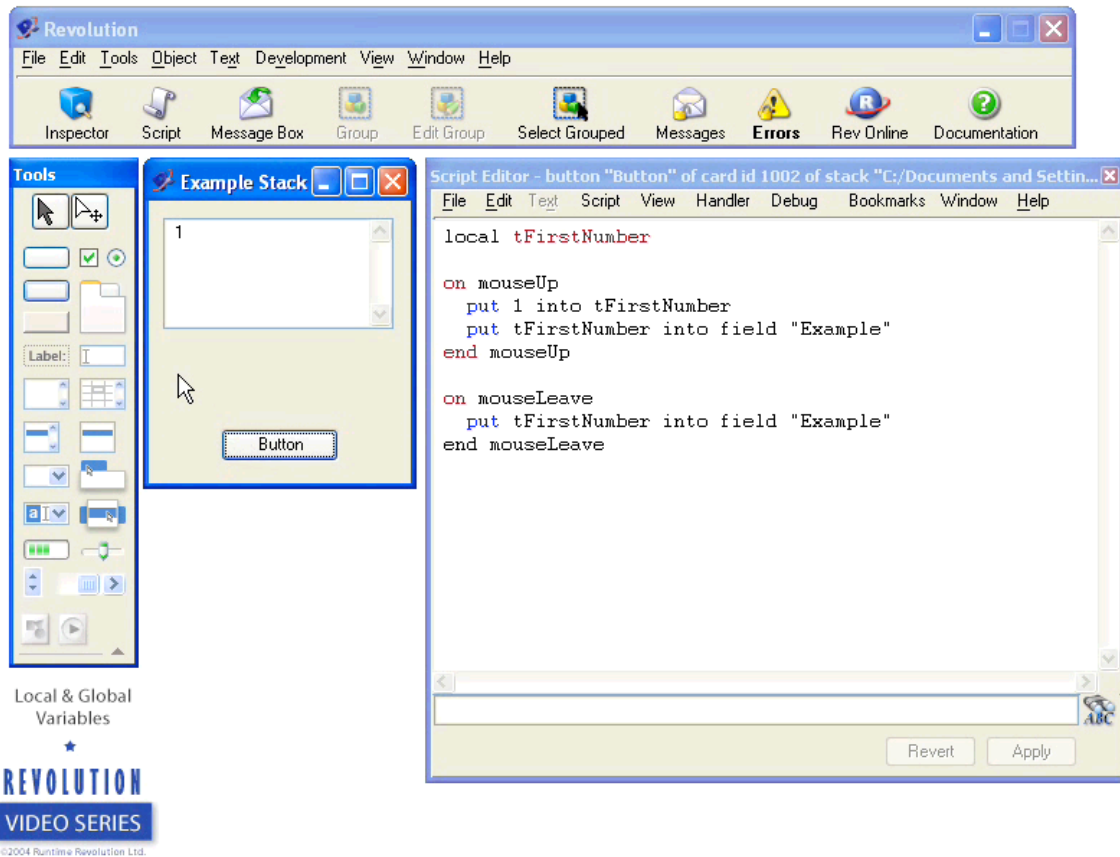 Revolution
File Edit Tools Object Text Development View Window Help
Inspector Script Message Box Group Edit Group Select Grouped Messages Errors Rev Online Documentation
Tools
Label:
a
Example Stack
1
Button
Script Editor - button "Button" of card id 1002 of stack "C:/Documents and Settin...
File Edit Text Script View Handler Debug Bookmarks Window Help
local tFirstNumber
on mouseUp
put 1 into tFirstNumber
put tFirstNumber into field "Example"
end mouseUp
on mouseLeave
put tFirstNumber into field "Example"
end mouseLeave
ABC
Revert Apply
Local & Global
Variables
REVOLUTION
VIDEO SERIES
©2004 Runtime Revolution Ltd.